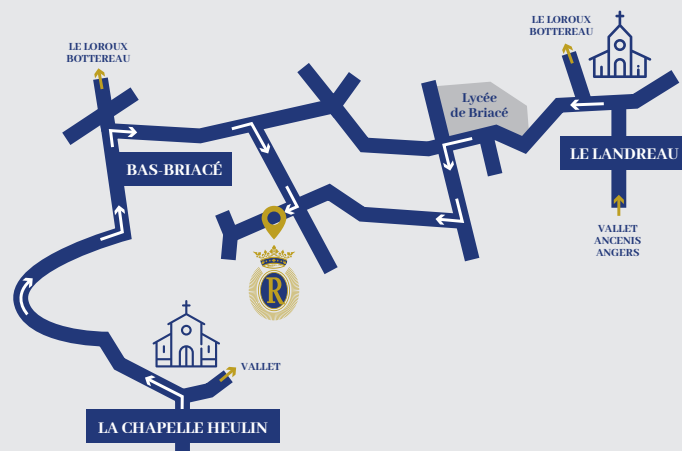 LE LOROUX
BOTTEREAU
LE LOROUX
BOTTEREAU
Lycée
de Briacé
BAS-BRIACÉ
LE LANDREAU
VALLET
ANCENIS
ANGERS
R
VALLET
LA CHAPELLE HEULIN